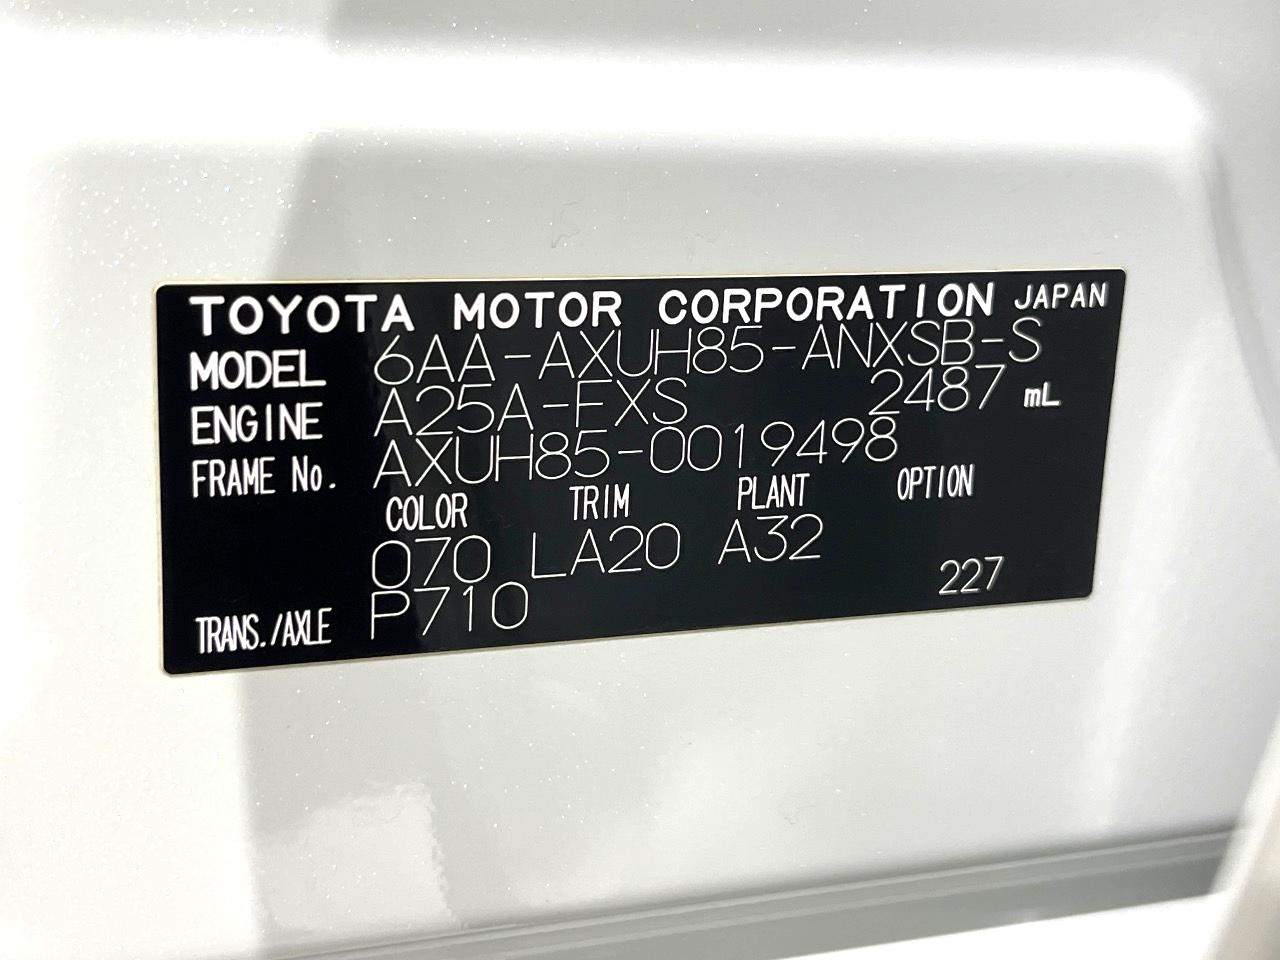 TOYOTA MOTOR CORPORATION JAPAN
MODEL 6AA-AXUH85-ANXSB-S
ENGINE A25A-FXS 2487 mL
FRAME No. AXUH85-0019498
COLOR TRIM PLANT OPTION
070 LA20 A32
TRANS./AXLE P710 227